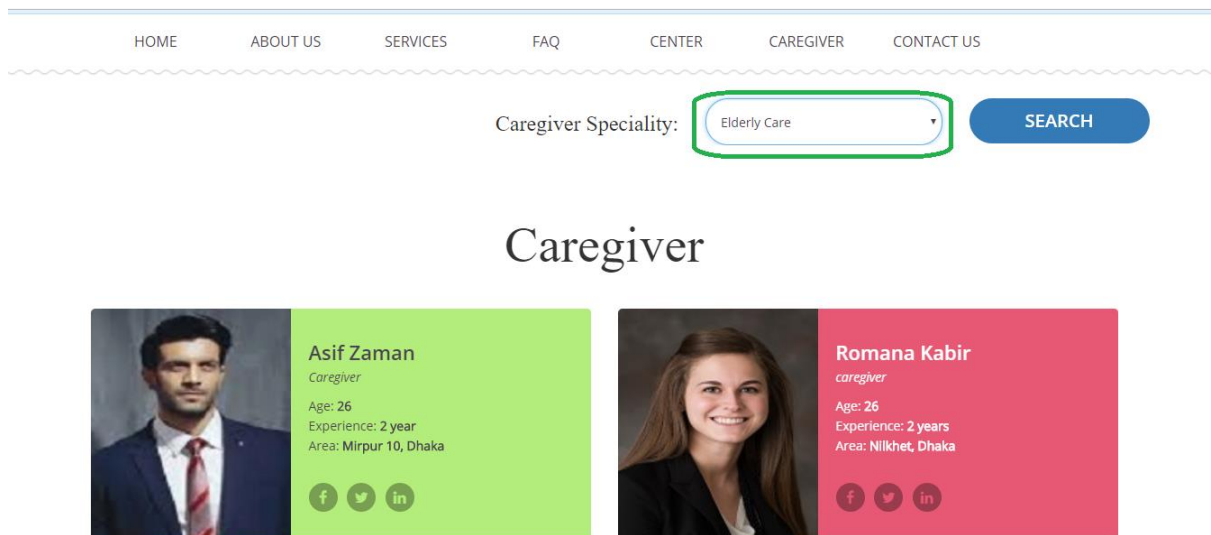 HOME ABOUT US SERVICES FAQ CENTER CAREGIVER CONTACT US
Caregiver Speciality: Elderly Care SEARCH
Caregiver
Asif Zaman
Caregiver
Age: 26
Experience: 2 year
Area: Mirpur 10, Dhaka
Romana Kabir
caregiver
Age: 26
Experience: 2 years
Area: Nilkhet, Dhaka